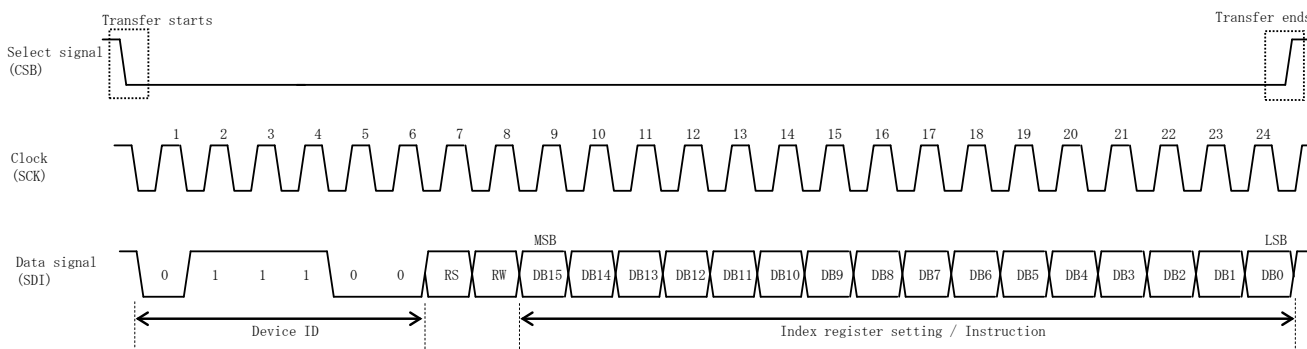 Transfer starts
Transfer ends
Select signal
(CSB)
1 2 3 4 5 6 7 8 9 10 11 12 13 14 15 16 17 18 19 20 21 22 23 24
Clock
(SCK)
MSB LSB
Data signal
(SDI)
0 1 1 1 0 0 RS RW DB15 DB14 DB13 DB12 DB11 DB10 DB9 DB8 DB7 DB6 DB5 DB4 DB3 DB2 DB1 DB0
Device ID
Index register setting / Instruction